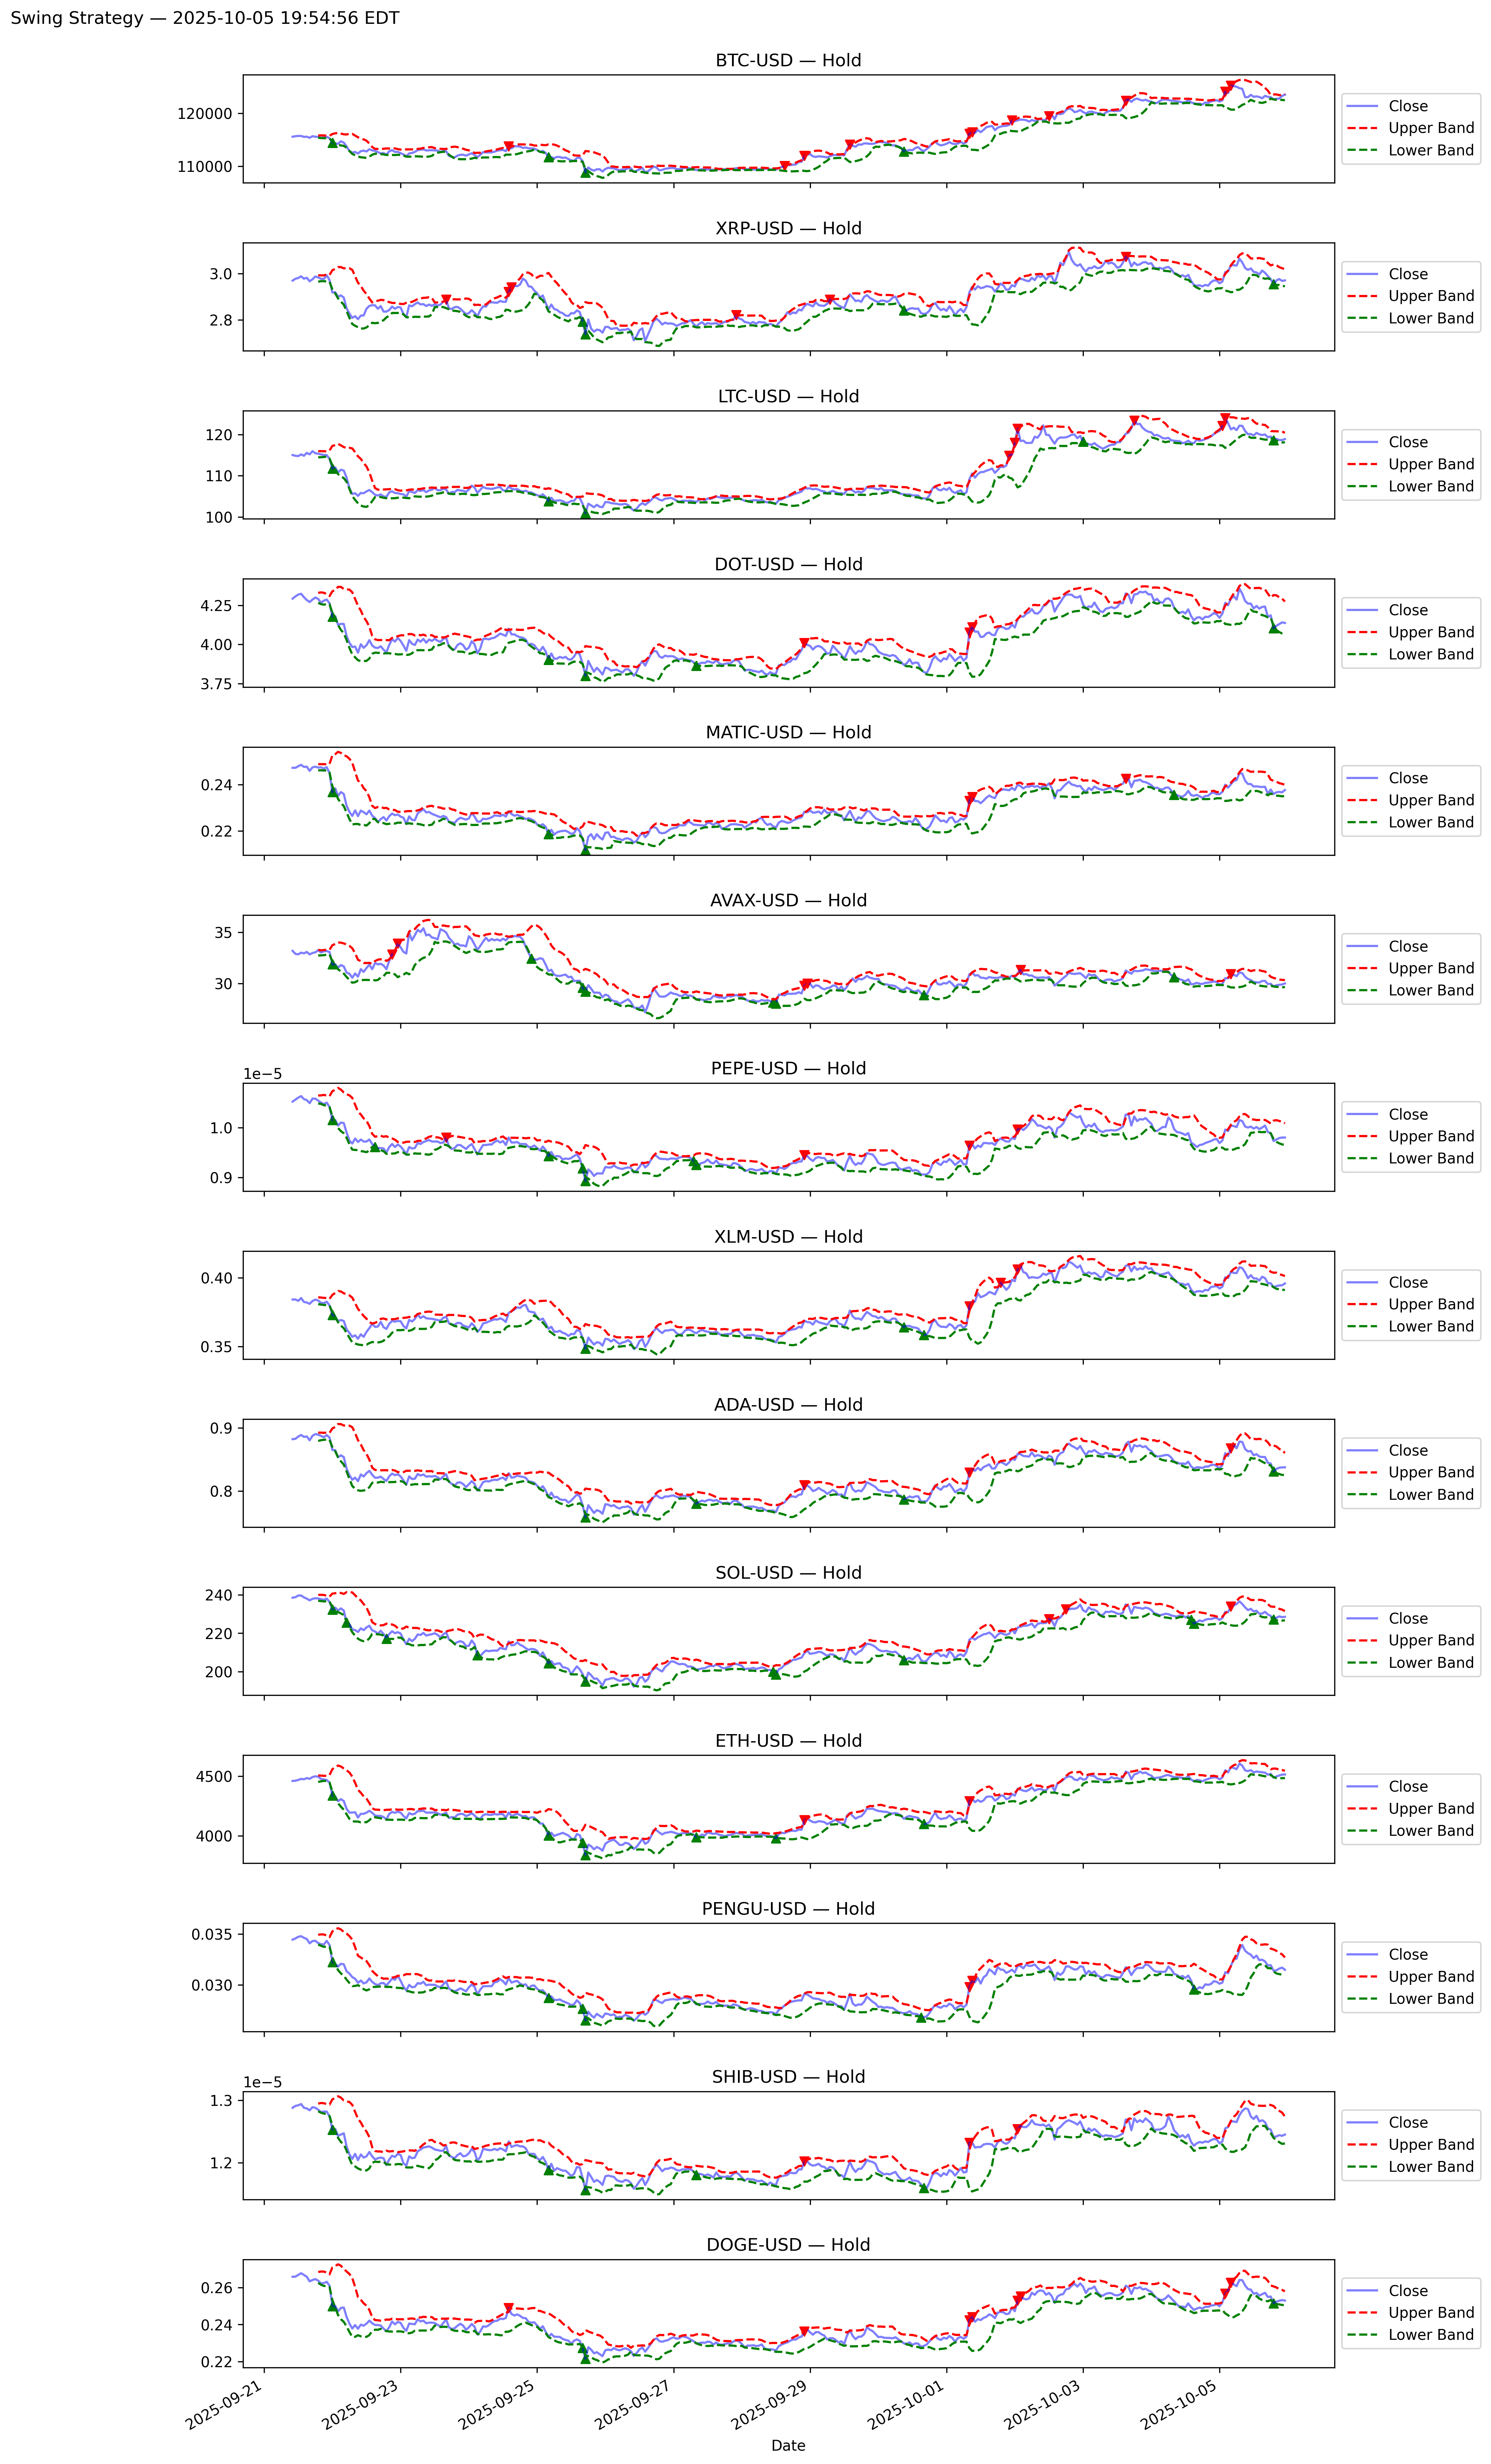 Swing Strategy — 2025-10-05 19:54:56 EDT
BTC-USD — Hold
120000
110000
Close
Upper Band
Lower Band
XRP-USD — Hold
3.0
2.8
Close
Upper Band
Lower Band
LTC-USD — Hold
120
110
100
Close
Upper Band
Lower Band
DOT-USD — Hold
4.25
4.00
3.75
Close
Upper Band
Lower Band
MATIC-USD — Hold
0.24
0.22
Close
Upper Band
Lower Band
AVAX-USD — Hold
35
30
Close
Upper Band
Lower Band
PEPE-USD — Hold
1e−5
1.0
0.9
Close
Upper Band
Lower Band
XLM-USD — Hold
0.40
0.35
Close
Upper Band
Lower Band
ADA-USD — Hold
0.9
0.8
Close
Upper Band
Lower Band
SOL-USD — Hold
240
220
200
Close
Upper Band
Lower Band
ETH-USD — Hold
4500
4000
Close
Upper Band
Lower Band
PENGU-USD — Hold
0.035
0.030
Close
Upper Band
Lower Band
SHIB-USD — Hold
1e−5
1.3
1.2
Close
Upper Band
Lower Band
DOGE-USD — Hold
0.26
0.24
0.22
Close
Upper Band
Lower Band
2025-09-21
2025-09-23
2025-09-25
2025-09-27
2025-09-29
2025-10-01
2025-10-03
2025-10-05
Date